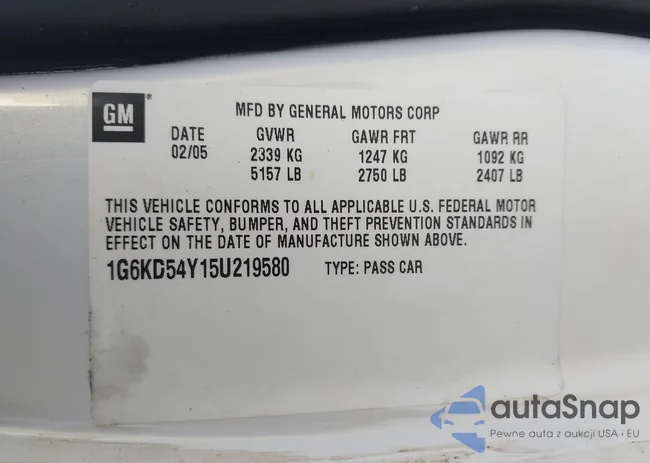 GM ®
MFD BY GENERAL MOTORS CORP
DATE GVWR GAWR FRT GAWR RR
02/05 2339 KG 1247 KG 1092 KG
5157 LB 2750 LB 2407 LB
THIS VEHICLE CONFORMS TO ALL APPLICABLE U.S. FEDERAL MOTOR
VEHICLE SAFETY, BUMPER, AND THEFT PREVENTION STANDARDS IN
EFFECT ON THE DATE OF MANUFACTURE SHOWN ABOVE.
1G6KD54Y15U219580 TYPE: PASS CAR
autaSnap
Pewne auta z aukcji USA i EU